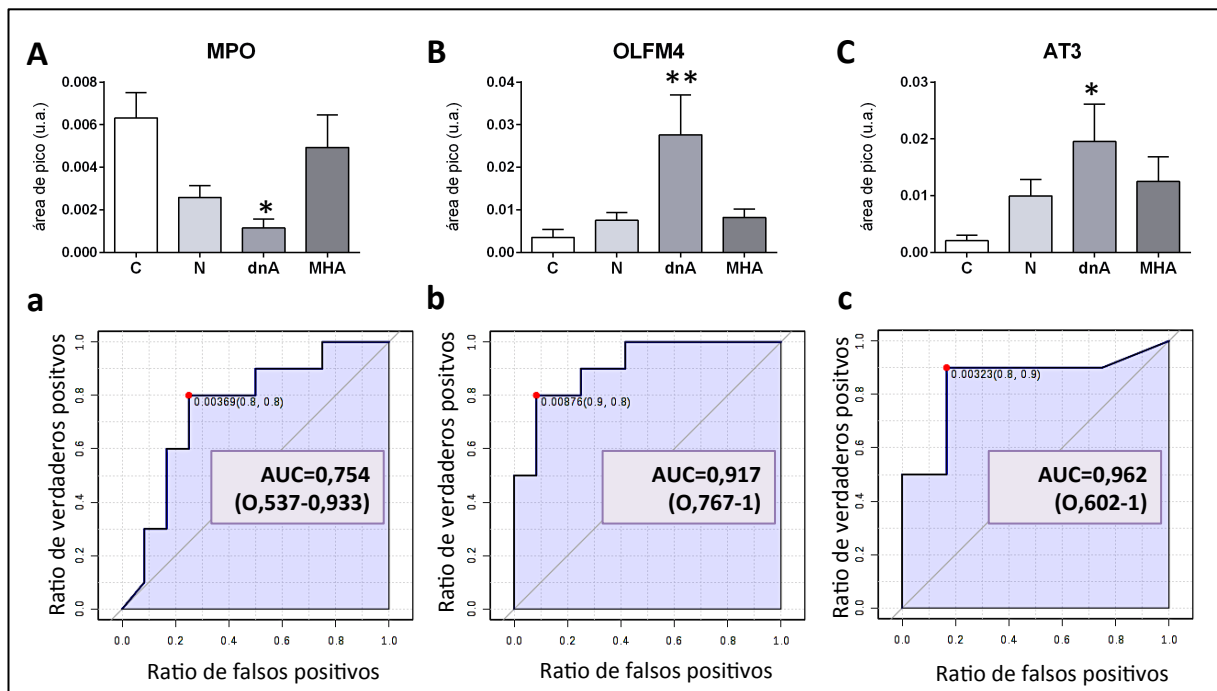 A
MPO
área de pico (u.a.)
0.008
0.006
0.004
0.002
0.000
*
C N dnA MHA
B
OLFM4
área de pico (u.a.)
0.04
0.03
0.02
0.01
0.00
**
C N dnA MHA
C
AT3
área de pico (u.a.)
0.03
0.02
0.01
0.00
*
C N dnA MHA
a
Ratio de verdaderos positvos
1.0
0.8
0.6
0.4
0.2
0.0
0.00369(0.8, 0.8)
AUC=0,754
(O,537-0,933)
0.0 0.2 0.4 0.6 0.8 1.0
Ratio de falsos positivos
b
Ratio de verdaderos positivos
1.0
0.8
0.6
0.4
0.2
0.0
0.00876(0.9, 0.8)
AUC=0,917
(O,767-1)
0.0 0.2 0.4 0.6 0.8 1.0
Ratio de falsos positivos
c
Ratio de verdaderos positivos
1.0
0.8
0.6
0.4
0.2
0.0
0.00323(0.8, 0.9)
AUC=0,962
(O,602-1)
0.0 0.2 0.4 0.6 0.8 1.0
Ratio de falsos positivos